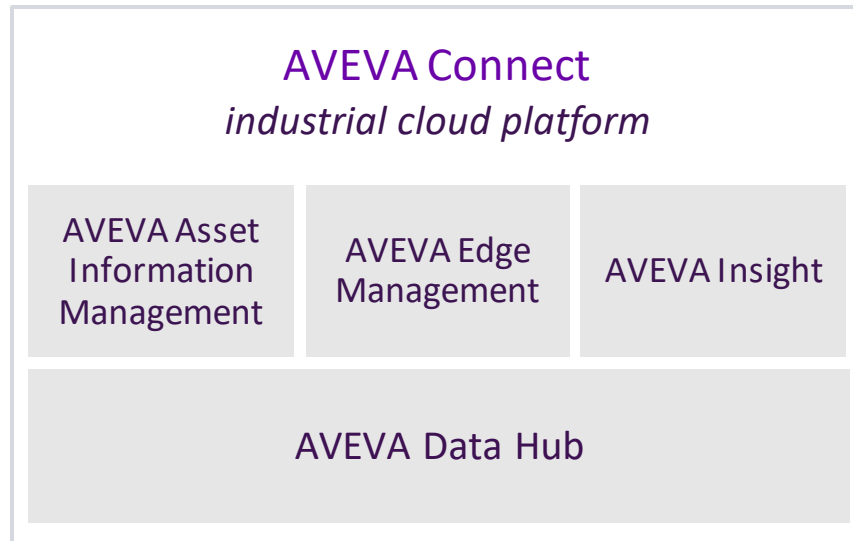 AVEVA Connect
industrial cloud platform
AVEVA Asset
Information
Management
AVEVA Edge
Management
AVEVA Insight
AVEVA Data Hub